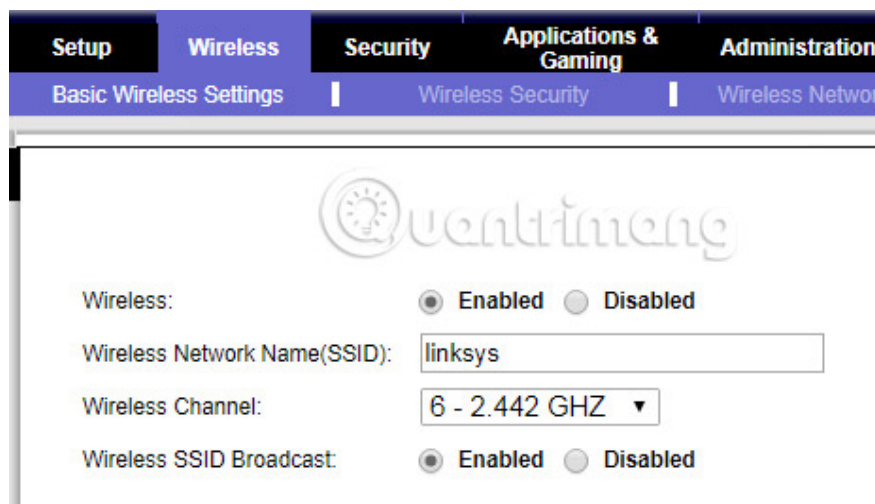 Setup Wireless Security Applications & Gaming Administration
Basic Wireless Settings Wireless Security Wireless Networ
Quantrimang
Wireless: Enabled Disabled
Wireless Network Name(SSID): linksys
Wireless Channel: 6 - 2.442 GHZ
Wireless SSID Broadcast: Enabled Disabled